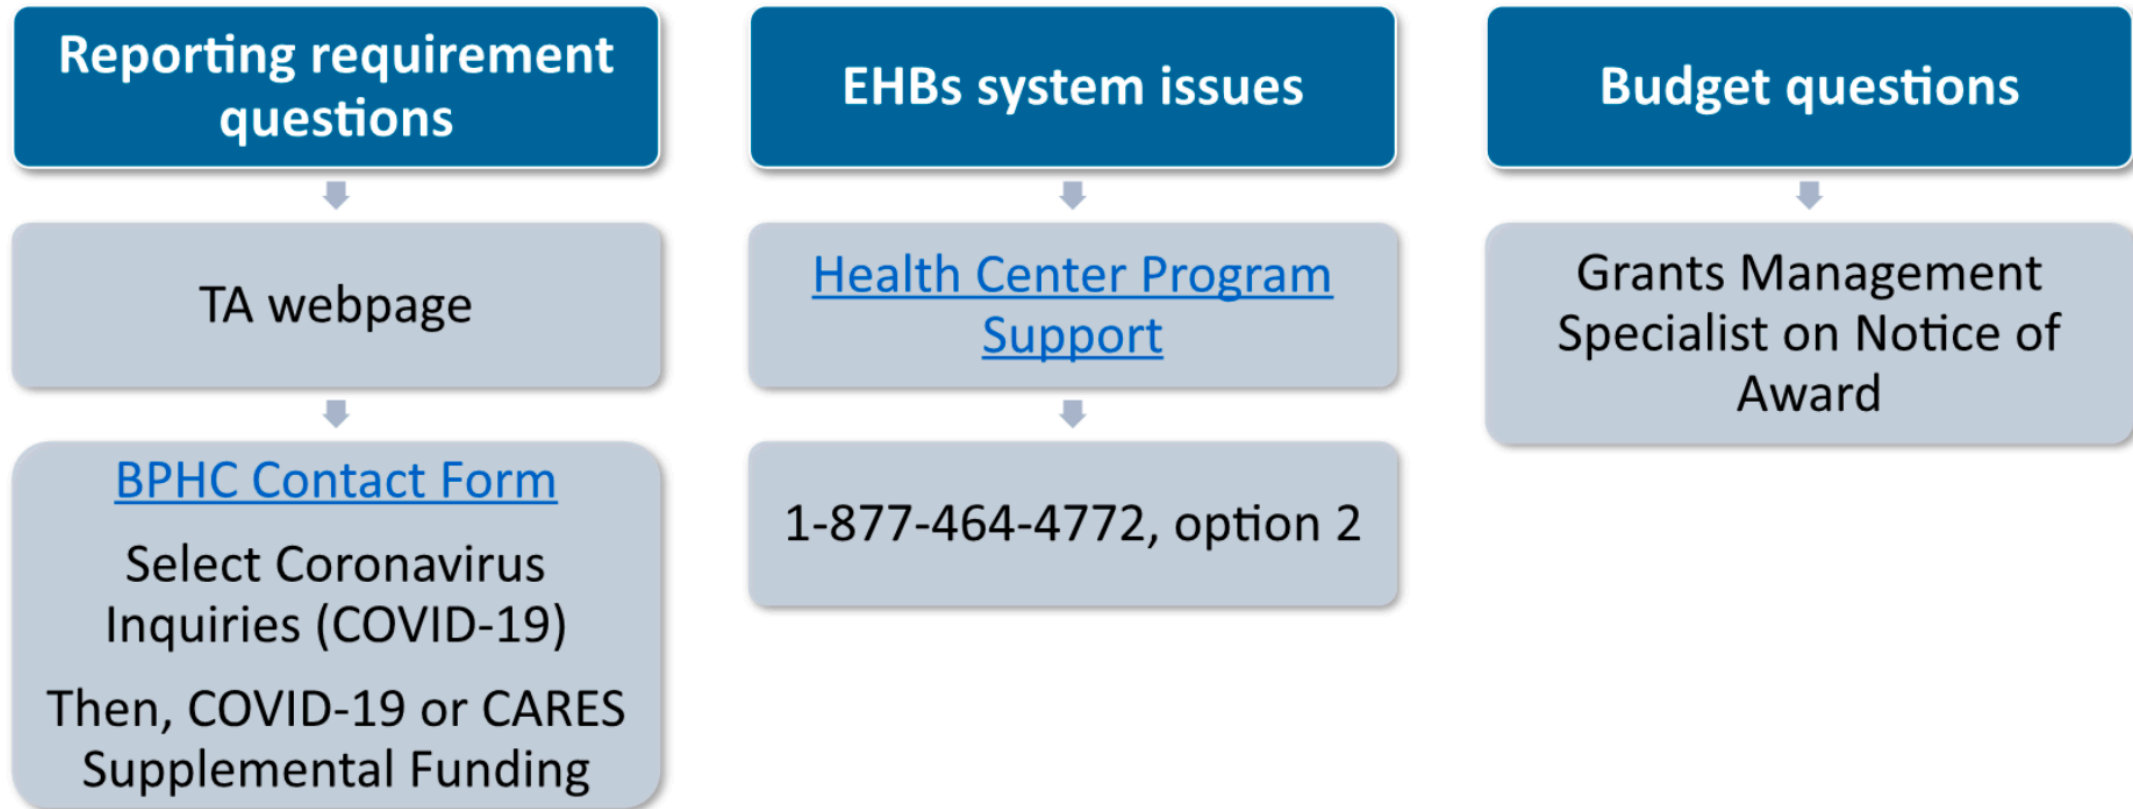 Reporting requirement
questions
TA webpage
BPHC Contact Form
Select Coronavirus
Inquiries (COVID-19)
Then, COVID-19 or CARES
Supplemental Funding
EHBs system issues
Health Center Program
Support
1-877-464-4772, option 2
Budget questions
Grants Management
Specialist on Notice of
Award